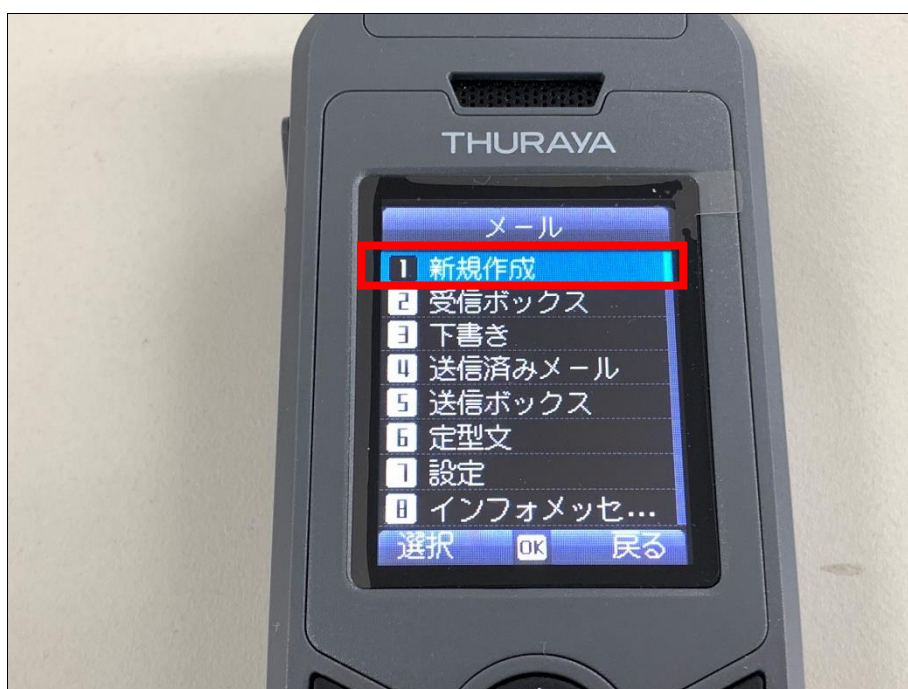 THURAYA
メール
1 新規作成
2 受信ボックス
3 下書き
4 送信済みメール
5 送信ボックス
6 定型文
7 設定
8 インフォメッセ...
選択 OK 戻る